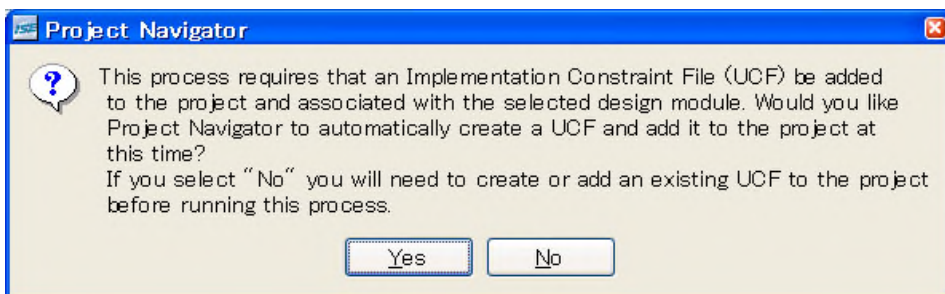 ISE Project Navigator
This process requires that an Implementation Constraint File (UCF) be added
to the project and associated with the selected design module. Would you like
Project Navigator to automatically create a UCF and add it to the project at
this time?
If you select "No" you will need to create or add an existing UCF to the project
before running this process.
Yes No